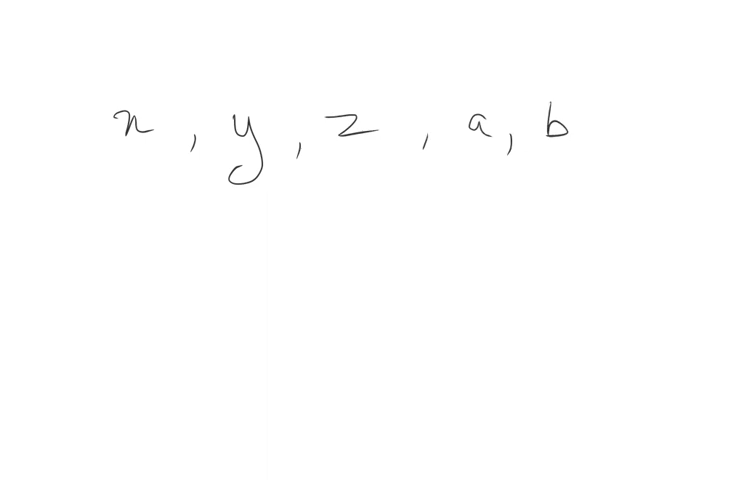 x, y, z, a, b